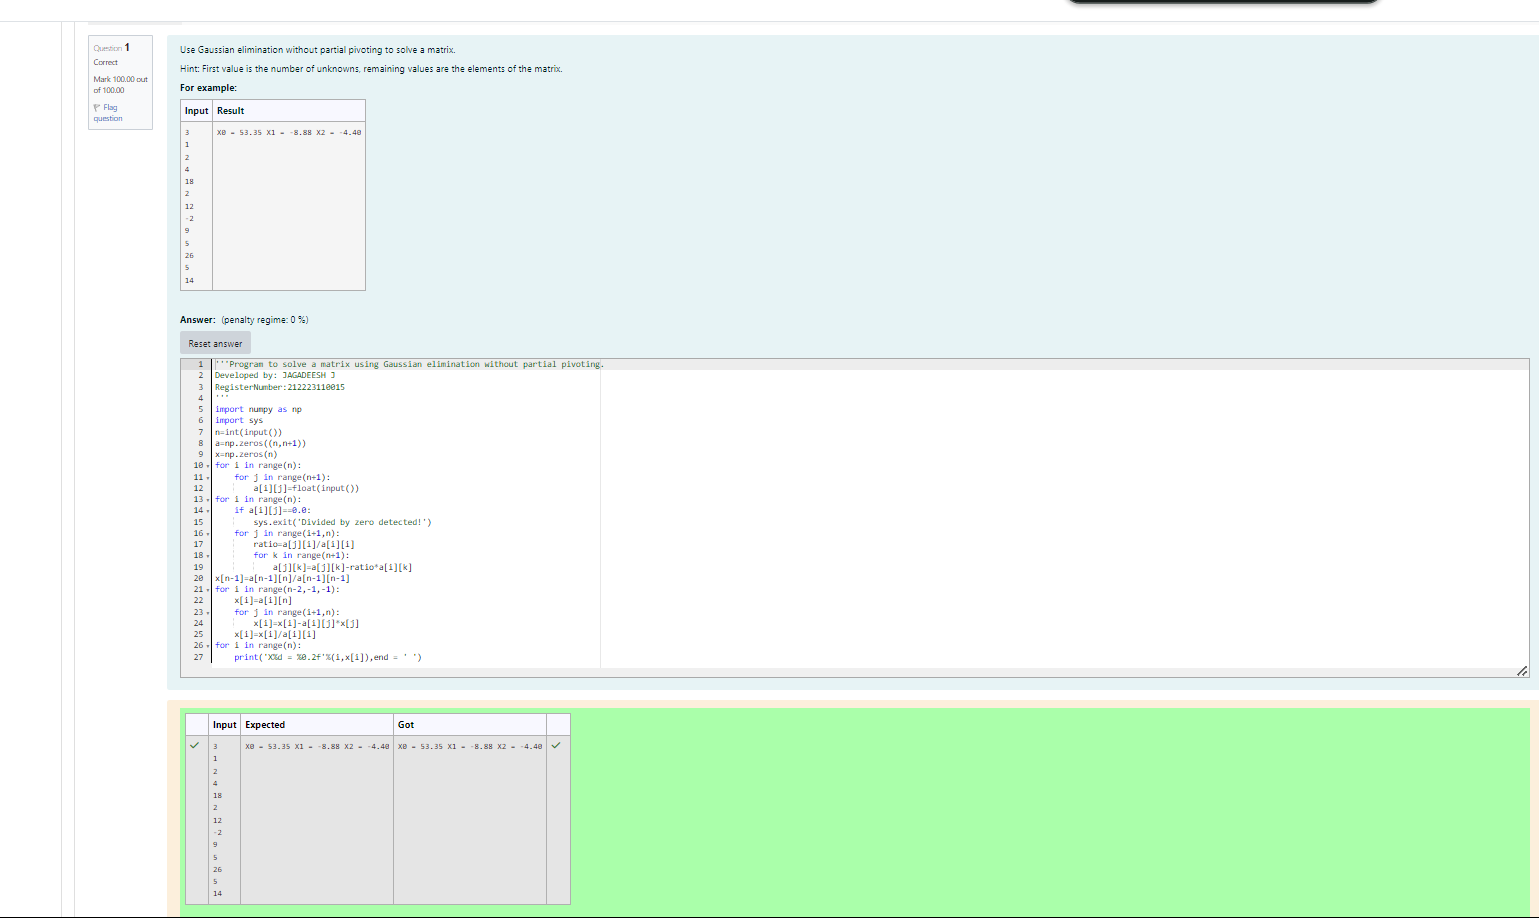 Question 1
Correct
Mark 100.00 out
of 100.00
Flag
question
Use Gaussian elimination without partial pivoting to solve a matrix.
Hint: First value is the number of unknowns, remaining values are the elements of the matrix.
For example:
Input Result
3 X0 = 53.35 X1 = -8.88 X2 = -4.40
1
2
4
18
2
12
-2
9
5
26
5
14
Answer: (penalty regime: 0 %)
Reset answer
1 '''Program to solve a matrix using Gaussian elimination without partial pivoting.
2 Developed by: JAGADEESH J
3 RegisterNumber:212223110015
4 '''
5 import numpy as np
6 import sys
7 n=int(input())
8 a=np.zeros((n,n+1))
9 x=np.zeros(n)
10 for i in range(n):
11     for j in range(n+1):
12         a[i][j]=float(input())
13 for i in range(n):
14     if a[i][j]==0.0:
15         sys.exit('Divided by zero detected!')
16     for j in range(i+1,n):
17         ratio=a[j][i]/a[i][i]
18         for k in range(n+1):
19             a[j][k]=a[j][k]-ratio*a[i][k]
20 x[n-1]=a[n-1][n]/a[n-1][n-1]
21 for i in range(n-2,-1,-1):
22     x[i]=a[i][n]
23     for j in range(i+1,n):
24         x[i]=x[i]-a[i][j]*x[j]
25     x[i]=x[i]/a[i][i]
26 for i in range(n):
27     print('X%d = %0.2f'%(i,x[i]),end = ' ')
Input Expected Got
3 X0 = 53.35 X1 = -8.88 X2 = -4.40 X0 = 53.35 X1 = -8.88 X2 = -4.40
1
2
4
18
2
12
-2
9
5
26
5
14